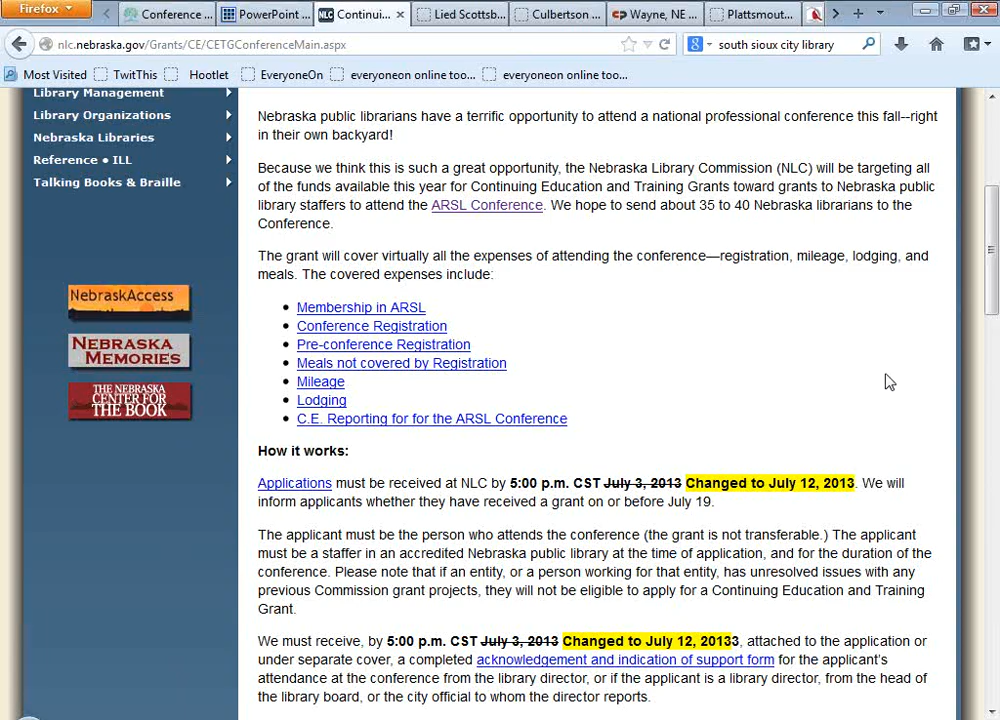 Firefox
Conference ...
PowerPoint ...
NLC Continui...
Lied Scottsb...
Culbertson ...
CP Wayne, NE ...
Plattsmout...
nlc.nebraska.gov/Grants/CE/CETGConferenceMain.aspx
8 south sioux city library
Most Visited TwitThis Hootlet EveryoneOn everyoneon online too... everyoneon online too...
Library Management
Library Organizations
Nebraska Libraries
Reference • ILL
Talking Books & Braille
NebraskAccess
NEBRASKA
MEMORIES
THE NEBRASKA
CENTER FOR
THE BOOK
Nebraska public librarians have a terrific opportunity to attend a national professional conference this fall--right
in their own backyard!
Because we think this is such a great opportunity, the Nebraska Library Commission (NLC) will be targeting all
of the funds available this year for Continuing Education and Training Grants toward grants to Nebraska public
library staffers to attend the ARSL Conference. We hope to send about 35 to 40 Nebraska librarians to the
Conference.
The grant will cover virtually all the expenses of attending the conference—registration, mileage, lodging, and
meals. The covered expenses include:
• Membership in ARSL
• Conference Registration
• Pre-conference Registration
• Meals not covered by Registration
• Mileage
• Lodging
• C.E. Reporting for for the ARSL Conference
How it works:
Applications must be received at NLC by 5:00 p.m. CST July 3, 2013 Changed to July 12, 2013. We will
inform applicants whether they have received a grant on or before July 19.
The applicant must be the person who attends the conference (the grant is not transferable.) The applicant
must be a staffer in an accredited Nebraska public library at the time of application, and for the duration of the
conference. Please note that if an entity, or a person working for that entity, has unresolved issues with any
previous Commission grant projects, they will not be eligible to apply for a Continuing Education and Training
Grant.
We must receive, by 5:00 p.m. CST July 3, 2013 Changed to July 12, 20133, attached to the application or
under separate cover, a completed acknowledgement and indication of support form for the applicant's
attendance at the conference from the library director, or if the applicant is a library director, from the head of
the library board, or the city official to whom the director reports.